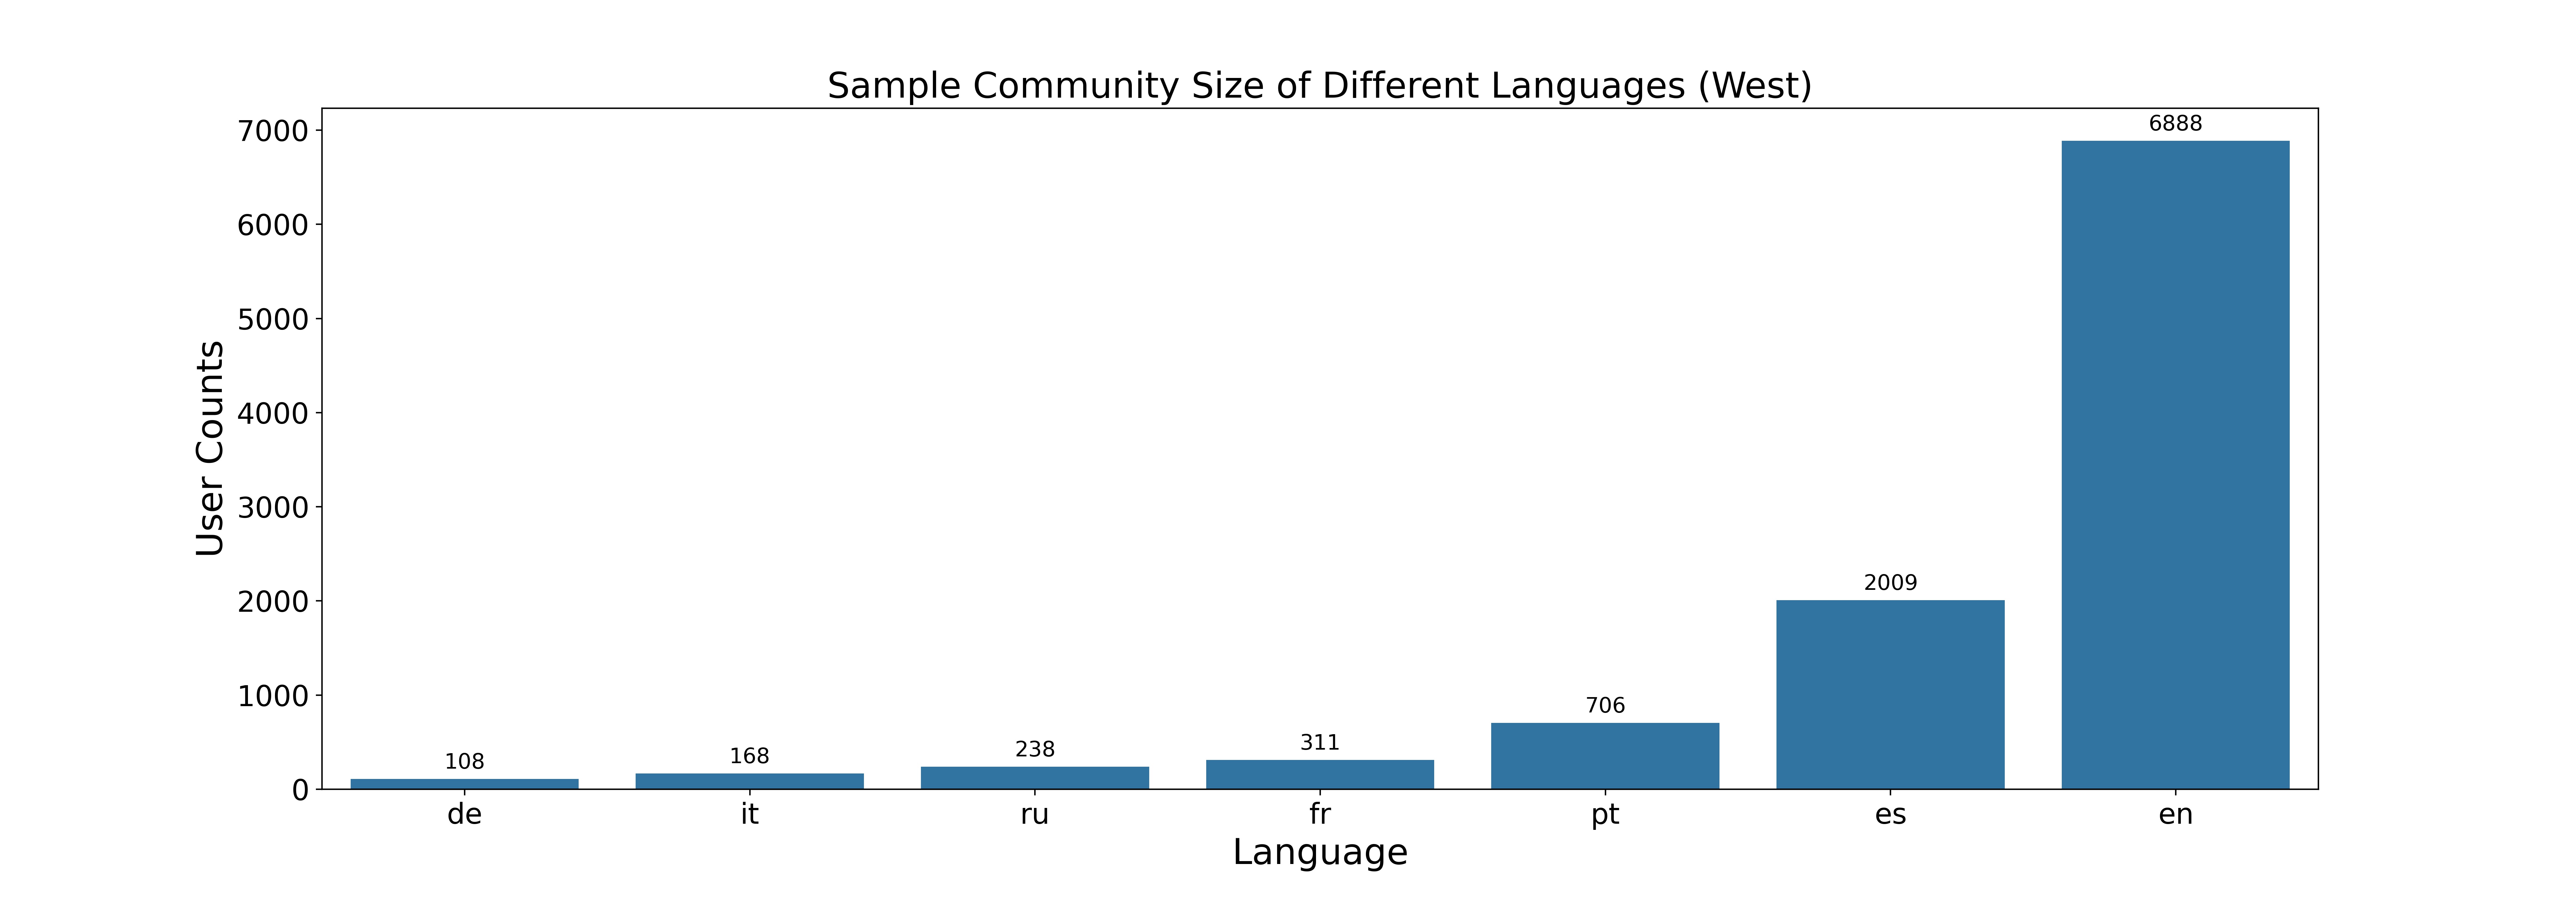 Sample Community Size of Different Languages (West)
7000
6000
5000
4000
3000
2000
1000
0
User Counts
108
168
238
311
706
2009
6888
de
it
ru
fr
pt
es
en
Language